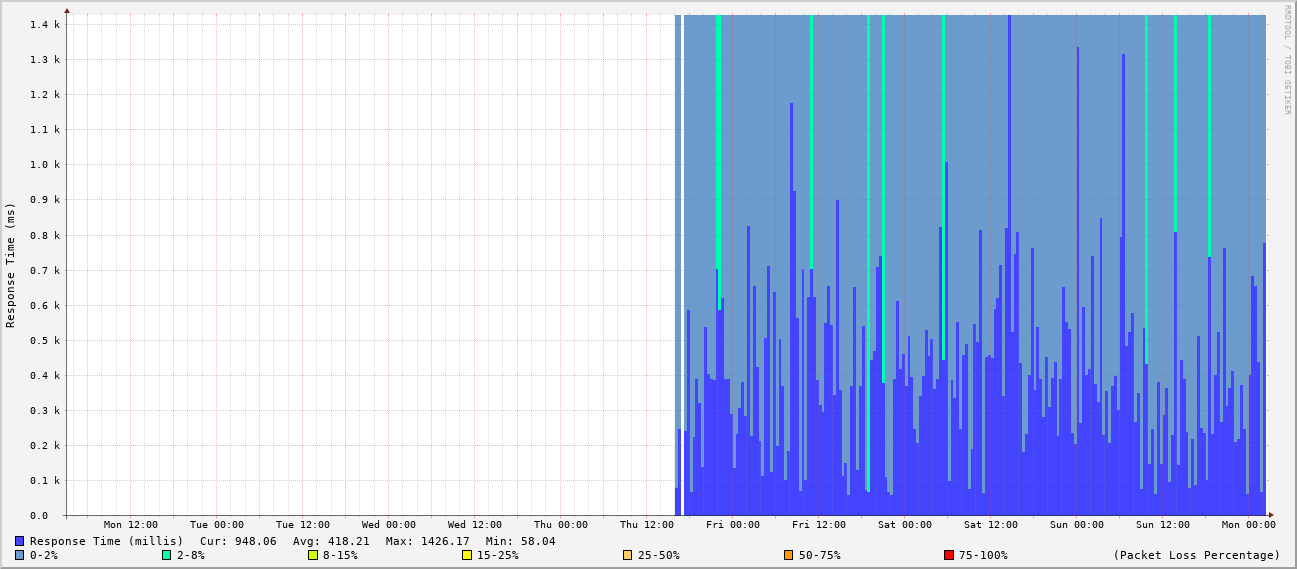 RRDTOOL / TOBI OETIKER
Response Time (ms)
1.4 k
1.3 k
1.2 k
1.1 k
1.0 k
0.9 k
0.8 k
0.7 k
0.6 k
0.5 k
0.4 k
0.3 k
0.2 k
0.1 k
0.0
Mon 12:00 Tue 00:00 Tue 12:00 Wed 00:00 Wed 12:00 Thu 00:00 Thu 12:00 Fri 00:00 Fri 12:00 Sat 00:00 Sat 12:00 Sun 00:00 Sun 12:00 Mon 00:00
Response Time (millis) Cur: 948.06 Avg: 418.21 Max: 1426.17 Min: 58.04
0-2% 2-8% 8-15% 15-25% 25-50% 50-75% 75-100% (Packet Loss Percentage)